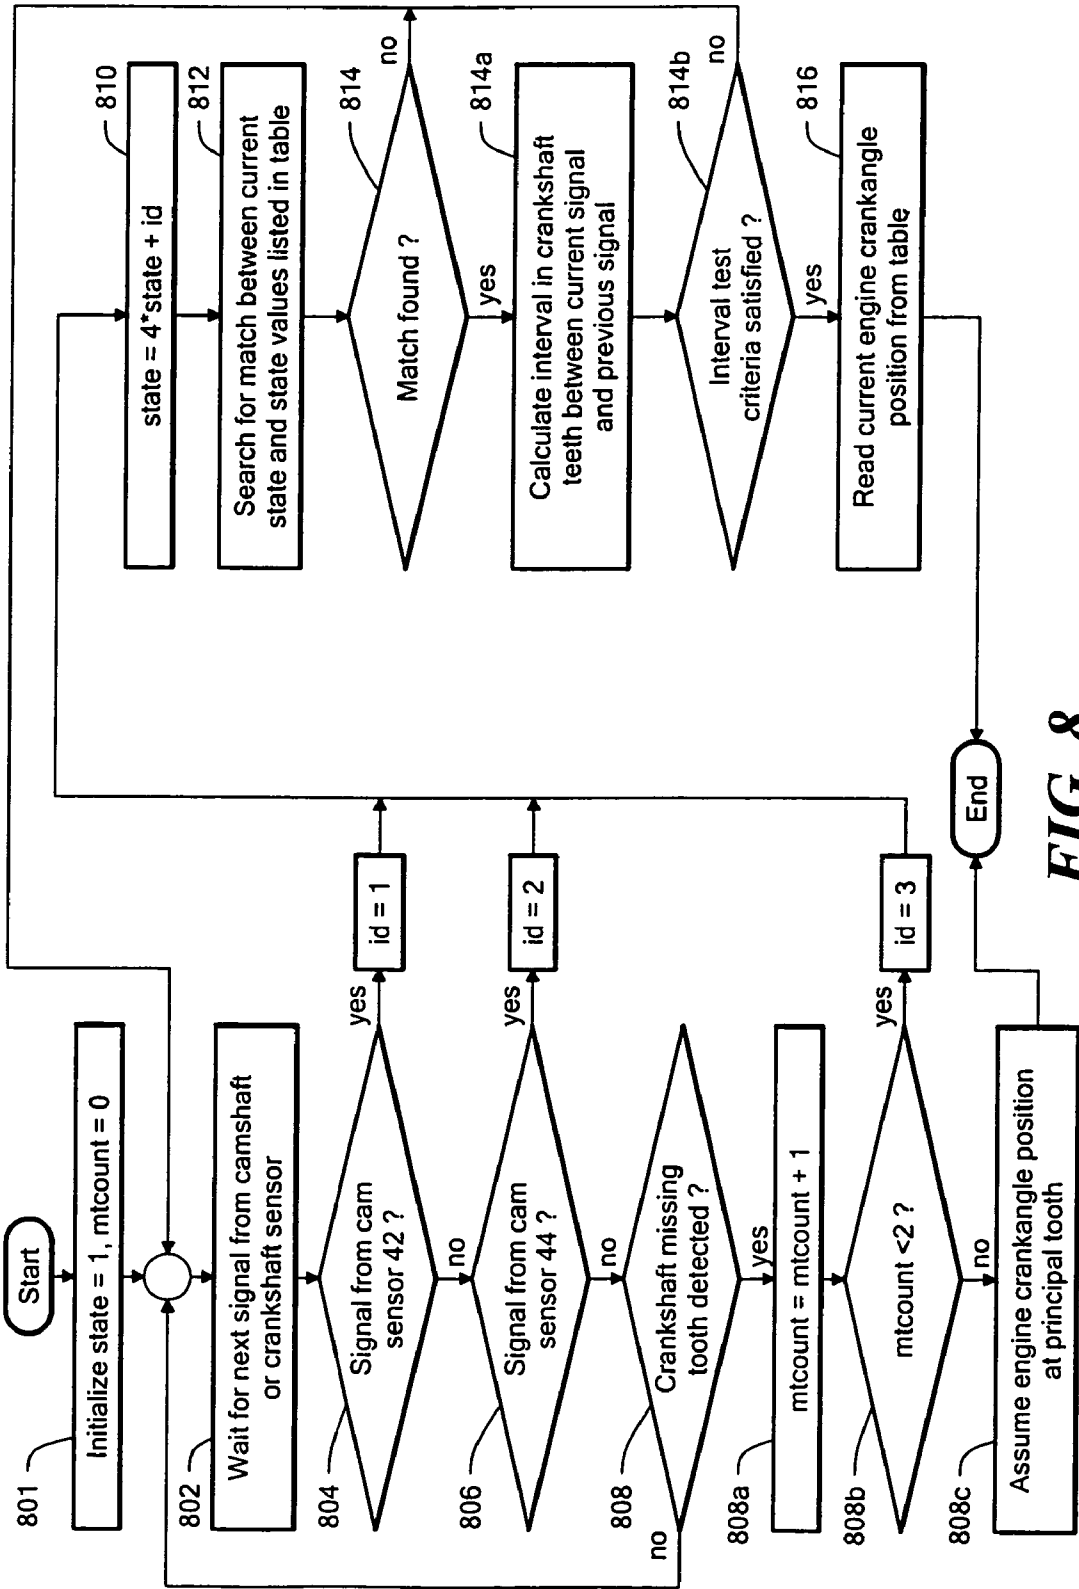 Start
801
Initialize state = 1, mtcount = 0
802
Wait for next signal from camshaft
or crankshaft sensor
804
Signal from cam
sensor 42 ?
yes
id = 1
no
806
Signal from cam
sensor 44 ?
yes
id = 2
no
808
Crankshaft missing
tooth detected ?
no
yes
808a
mtcount = mtcount + 1
808b
mtcount <2 ?
yes
id = 3
no
808c
Assume engine crankangle position
at principal tooth
End
810
state = 4*state + id
812
Search for match between current
state and state values listed in table
814
Match found ?
no
yes
814a
Calculate interval in crankshaft
teeth between current signal
and previous signal
814b
Interval test
criteria satisfied ?
no
yes
816
Read current engine crankangle
position from table
FIG. 8